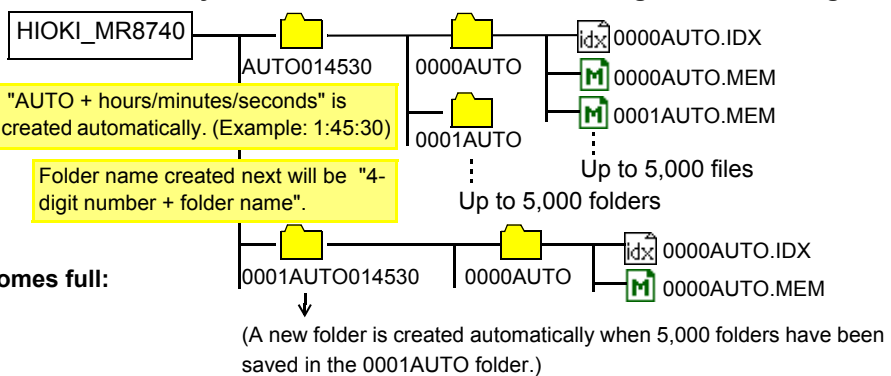 HIOKI_MR8740
AUTO014530
0000AUTO
idx 0000AUTO.IDX
M 0000AUTO.MEM
M 0001AUTO.MEM
0001AUTO
"AUTO + hours/minutes/seconds" is
created automatically. (Example: 1:45:30)
Up to 5,000 files
Up to 5,000 folders
Folder name created next will be "4-
digit number + folder name".
omes full:
0001AUTO014530
0000AUTO
idx 0000AUTO.IDX
M 0000AUTO.MEM
(A new folder is created automatically when 5,000 folders have been
saved in the 0001AUTO folder.)